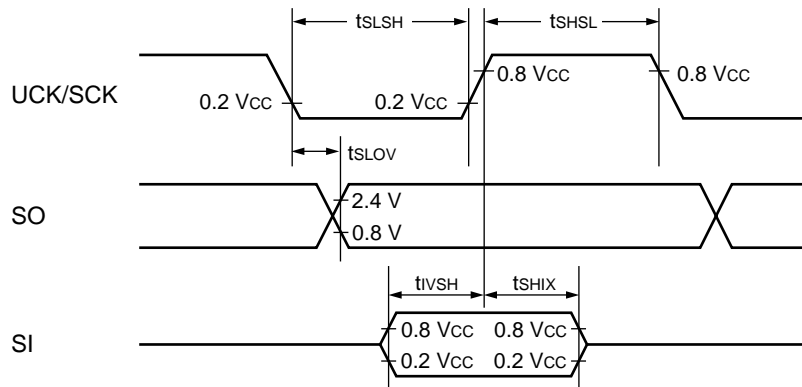 tSLSH tSHSL
UCK/SCK 0.2 VCC 0.2 VCC 0.8 VCC 0.8 VCC
tSLOV
SO 2.4 V
0.8 V
tIVSH tSHIX
SI 0.8 VCC 0.8 VCC
0.2 VCC 0.2 VCC